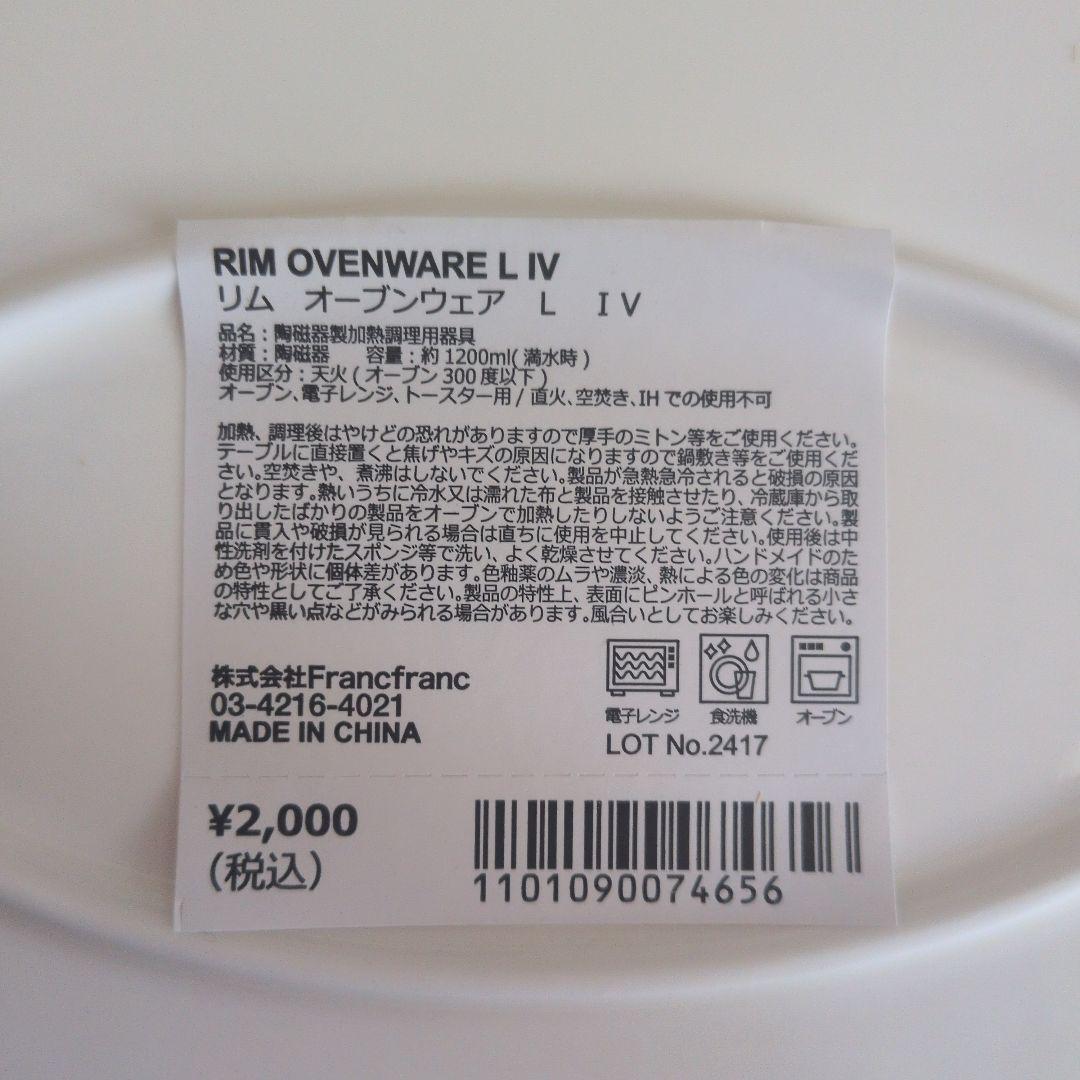 RIM OVENWARE L IV
リム　オーブンウェア　L　ＩＶ
品名：陶磁器製加熱調理用器具
材質：陶磁器　　容量：約1200ml(満水時)
使用区分：天火(オーブン300度以下)
オーブン、電子レンジ、トースター用/直火、空焚き、IHでの使用不可
加熱、調理後はやけどの恐れがありますので厚手のミトン等をご使用ください。
テーブルに直接置くと焦げやキズの原因になりますので鍋敷き等をご使用くだ
さい。空焚きや、煮沸はしないでください。製品が急熱急冷されると破損の原因
となります。熱いうちに冷水又は濡れた布と製品を接触させたり、冷蔵庫から取
り出したばかりの製品をオーブンで加熱したりしないようご注意ください。製
品に貫入や破損が見られる場合は直ちに使用を中止してください。使用後は中
性洗剤を付けたスポンジ等で洗い、よく乾燥させてください。ハンドメイドのた
め色や形状に個体差があります。色釉薬のムラや濃淡、熱による色の変化は商品
の特性としてご了承ください。製品の特性上、表面にピンホールと呼ばれる小さ
な穴や黒い点などがみられる場合があります。風合いとしてお楽しみください。
電子レンジ　食洗機　オーブン
株式会社Francfranc
03-4216-4021
MADE IN CHINA
LOT No.2417
¥2,000
(税込)
1101090074656